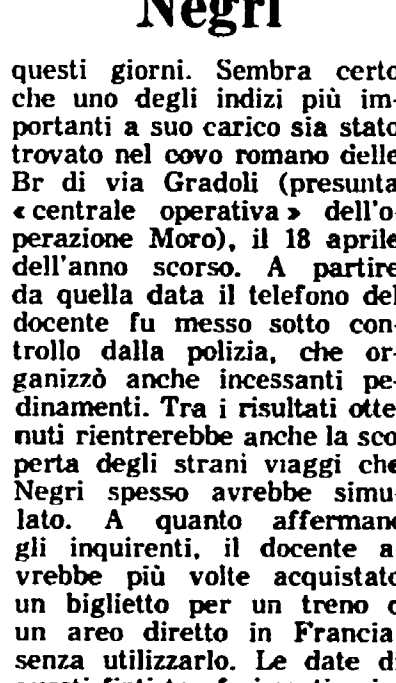 Negri
questi giorni. Sembra certo
che uno degli indizi più im-
portanti a suo carico sia stato
trovato nel covo romano delle
Br di via Gradoli (presunta
« centrale operativa » dell'o-
perazione Moro), il 18 aprile
dell'anno scorso. A partire
da quella data il telefono del
docente fu messo sotto con-
trollo dalla polizia, che or-
ganizzò anche incessanti pe-
dinamenti. Tra i risultati otte-
nuti rientrerebbe anche la sco-
perta degli strani viaggi che
Negri spesso avrebbe simu-
lato. A quanto affermano
gli inquirenti, il docente a-
vrebbe più volte acquistato
un biglietto per un treno o
un areo diretto in Francia
senza utilizzarlo. Le date di